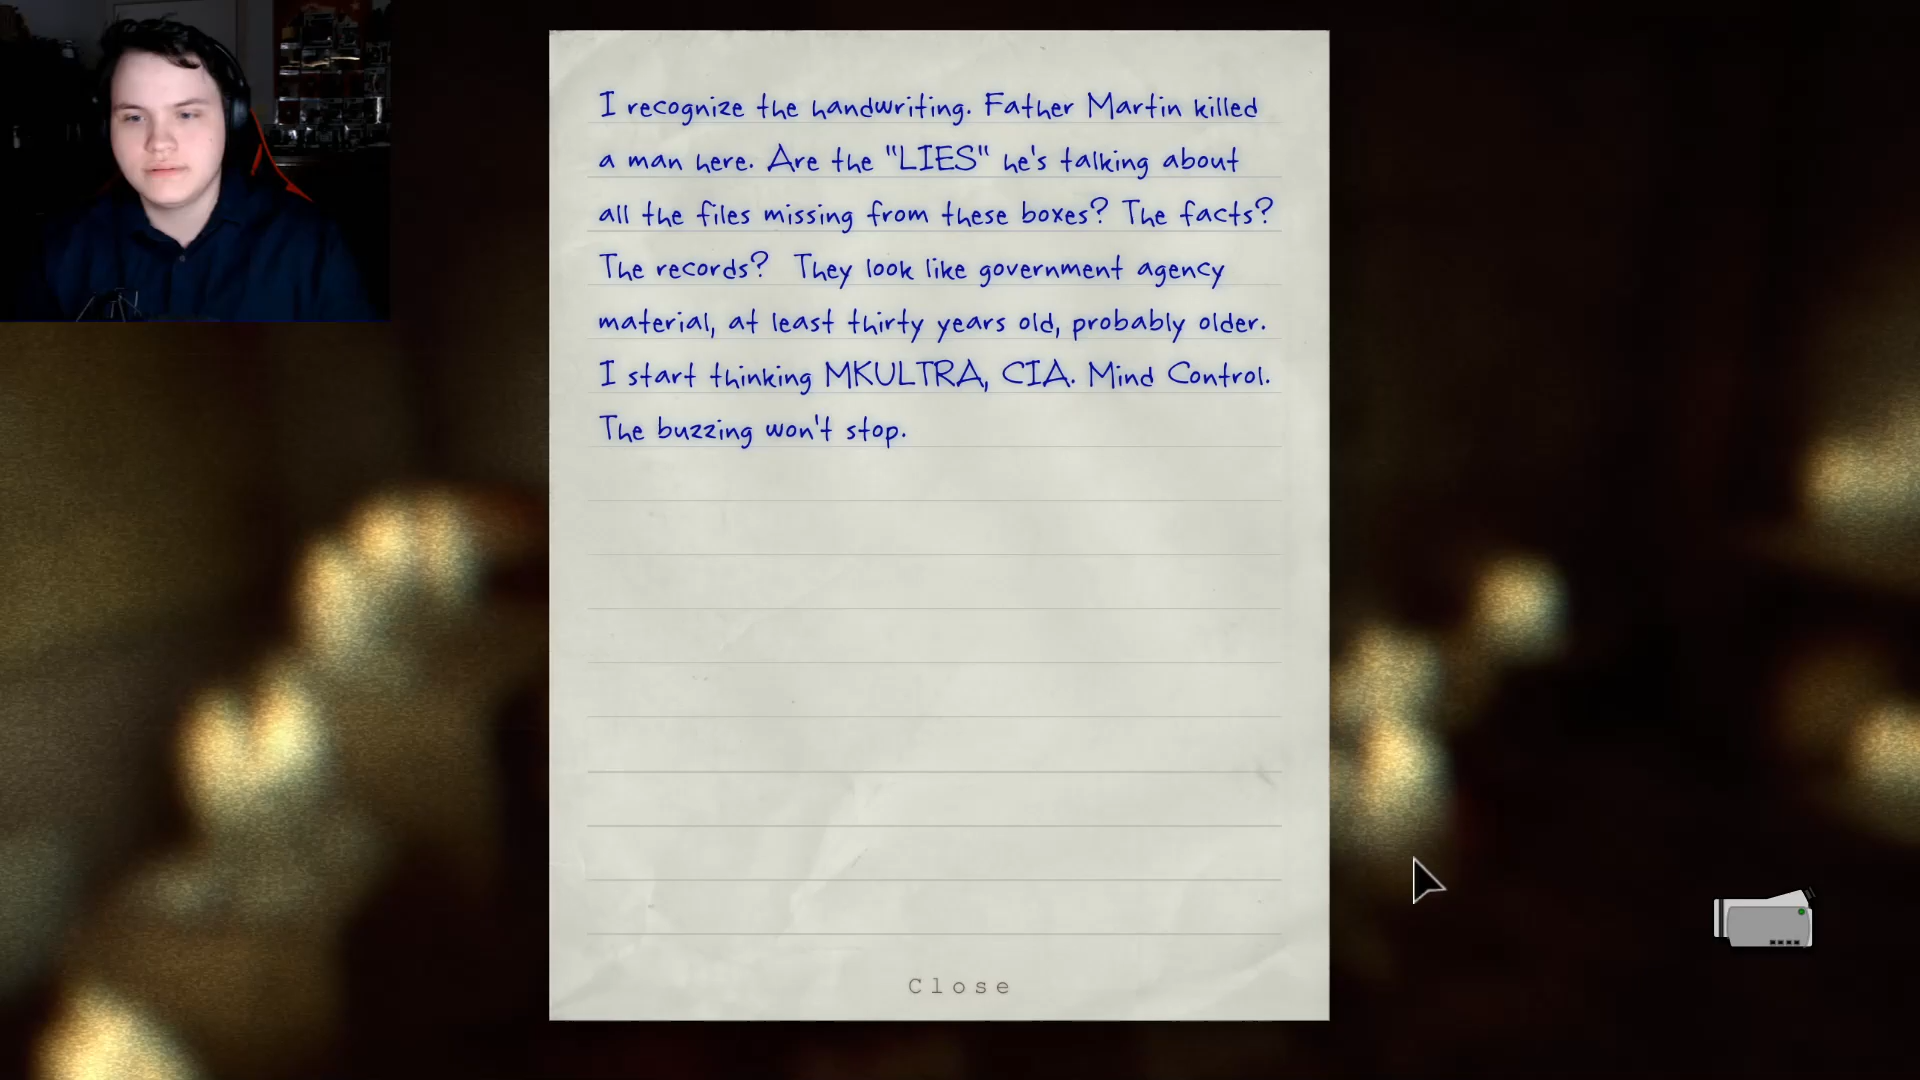 I recognize the handwriting. Father Martin killed
a man here. Are the "LIES" he's talking about
all the files missing from these boxes? The facts?
The records?  They look like government agency
material, at least thirty years old, probably older.
I start thinking MKULTRA, CIA. Mind Control.
The buzzing won't stop.
Close